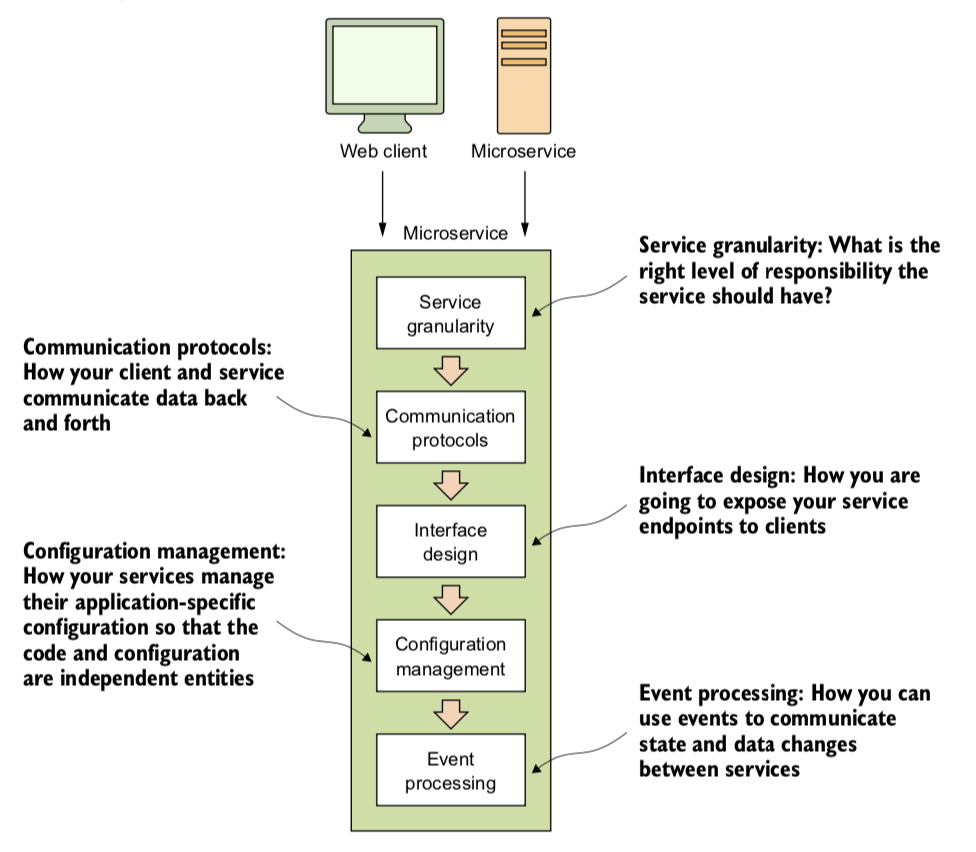 Web client
Microservice
Microservice
Service granularity: What is the
right level of responsibility the
service should have?
Service
granularity
Communication protocols:
How your client and service
communicate data back
and forth
Communication
protocols
Interface design: How you are
going to expose your service
endpoints to clients
Interface
design
Configuration management:
How your services manage
their application-specific
configuration so that the
code and configuration
are independent entities
Configuration
management
Event processing: How you can
use events to communicate
state and data changes
between services
Event
processing